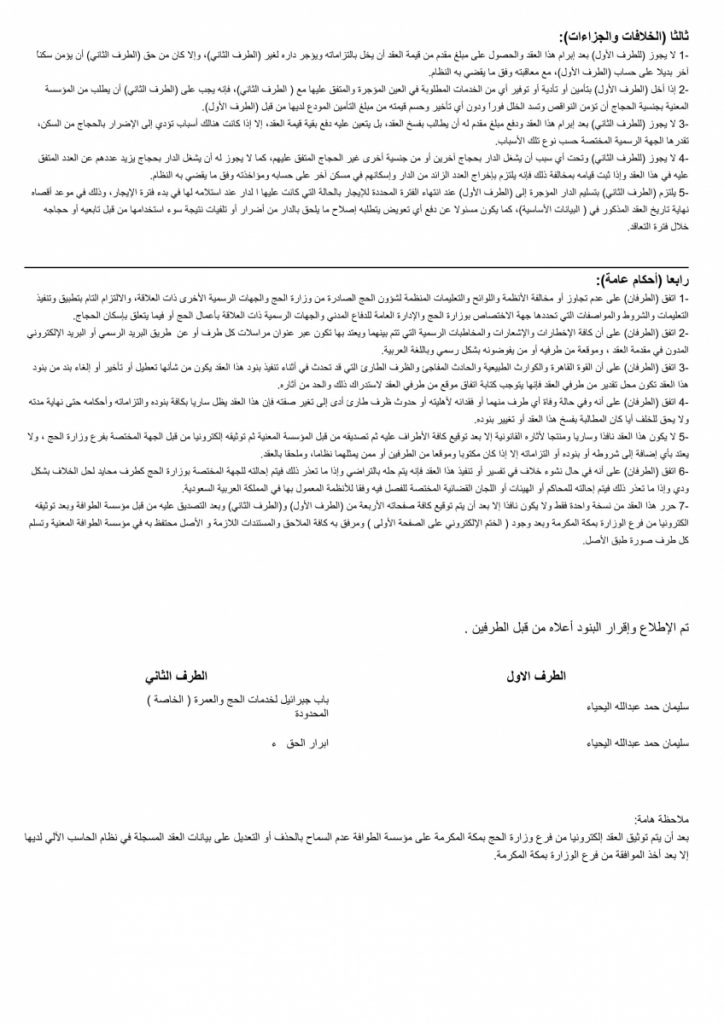 ثالثا (الخلافات والجزاءات):
1- لا يجوز (للطرف الأول) بعد إبرام هذا العقد والحصول على مبلغ مقدم من قيمة العقد أن يخل بالتزاماته ويؤجر داره لغير (الطرف الثاني)، وإلا كان من حق (الطرف الثاني) أن يؤمن سكناً
آخر بديلا على حساب (الطرف الأول)، مع معاقبته وفق ما يقضي به النظام.
2- إذا أخل (الطرف الأول) بتأمين أو تأدية أو توفير أي من الخدمات المطلوبة في العين المؤجرة والمتفق عليها مع ( الطرف الثاني)، فإنه يجب على (الطرف الثاني) أن يطلب من المؤسسة
المعنية بجنسية الحجاج أن تؤمن النواقص وتسد الخلل فورا ودون أي تأخير وحسم قيمته من مبلغ التأمين المودع لديها من قبل (الطرف الأول).
3- لا يجوز (للطرف الثاني) بعد إبرام هذا العقد ودفع مبلغ مقدم له أن يطالب بفسخ العقد، بل يتعين عليه دفع بقية قيمة العقد، إلا إذا كانت هنالك أسباب تؤدي إلى الإضرار بالحجاج من السكن،
تقدرها الجهة الرسمية المختصة حسب نوع تلك الأسباب.
4- لا يجوز (للطرف الثاني) وتحت أي سبب أن يشغل الدار بحجاج آخرين أو من جنسية أخرى غير الحجاج المتفق عليهم، كما لا يجوز له أن يشغل الدار بحجاج يزيد عددهم عن العدد المتفق
عليه في هذا العقد وإذا ثبت قيامه بمخالفة ذلك فإنه يلتزم بإخراج العدد الزائد من الدار وإسكانهم في مسكن آخر على حسابه ومؤاخذته وفق ما يقضي به النظام.
5- يلتزم (الطرف الثاني) بتسليم الدار المؤجرة إلى (الطرف الأول) عند انتهاء الفترة المحددة للإيجار بالحالة التي كانت عليها ا لدار عند استلامه لها في بدء فترة الإيجار، وذلك في موعد أقصاه
نهاية تاريخ العقد المذكور في ( البيانات الأساسية)، كما يكون مسئولا عن دفع أي تعويض يتطلبه إصلاح ما يلحق بالدار من أضرار أو تلفيات نتيجة سوء استخدامها من قبل تابعيه أو حجاجه
خلال فترة التعاقد.
رابعا (أحكام عامة):
1- اتفق (الطرفان) على عدم تجاوز أو مخالفة الأنظمة واللوائح والتعليمات المنظمة لشؤون الحج الصادرة من وزارة الحج والجهات الرسمية الأخرى ذات العلاقة، والالتزام التام بتطبيق وتنفيذ
التعليمات والشروط والمواصفات التي تحددها جهة الاختصاص بوزارة الحج والإدارة العامة للدفاع المدني والجهات الرسمية ذات العلاقة بأعمال الحج أو فيما يتعلق بإسكان الحجاج.
2- اتفق (الطرفان) على أن كافة الإخطارات والإشعارات والمخاطبات الرسمية التي تتم بينهما ويعتد بها تكون عبر عنوان مراسلات كل طرف أو عن طريق البريد الرسمي أو البريد الإلكتروني
المدون في مقدمة العقد ، وموقعة من طرفيه أو من يفوضونه بشكل رسمي وباللغة العربية.
3- اتفق (الطرفان) على أن القوة القاهرة والكوارث الطبيعية والحادث المفاجئ والظرف الطارئ التي قد تحدث في أثناء تنفيذ بنود هذا العقد يكون من شأنها تعطيل أو تأخير أو إلغاء بند من بنود
هذا العقد تكون محل تقدير من طرفي العقد فإنها يتوجب كتابة اتفاق موقع من طرفي العقد لاستدراك ذلك والحد من آثاره.
4- اتفق (الطرفان) على أنه وفي حالة وفاة أي طرف منهما أو فقدانه لأهليته أو حدوث ظرف طارئ أدى إلى تغير صفته فإن هذا العقد يظل ساريا بكافة بنوده والتزاماته وأحكامه حتى نهاية مدته
ولا يحق للخلف أيا كان المطالبة بفسخ هذا العقد أو تغيير بنوده.
5- لا يكون هذا العقد نافذا وساريا ومنتجا لآثاره القانونية إلا بعد توقيع كافة الأطراف عليه ثم تصديقه من قبل المؤسسة المعنية ثم توثيقه إلكترونيا من قبل الجهة المختصة بفرع وزارة الحج ، ولا
يعتد بأي إضافة إلى شروطه أو بنوده أو التزاماته إلا إذا كان مكتوبا وموقعا من الطرفين أو ممن يمثلهما نظاما، وملحقا بالعقد.
6- اتفق (الطرفان) على أنه في حال نشوء خلاف في تفسير أو تنفيذ هذا العقد فإنه يتم حله بالتراضي وإذا ما تعذر ذلك فيتم إحالته للجهة المختصة بوزارة الحج كطرف محايد لحل الخلاف بشكل
ودي وإذا ما تعذر ذلك فيتم إحالته للمحاكم أو الهيئات أو اللجان القضائية المختصة للفصل فيه وفقا للأنظمة المعمول بها في المملكة العربية السعودية.
7- حرر هذا العقد من نسخة واحدة فقط ولا يكون نافذا إلا بعد أن يتم توقيع كافة صفحاته الأربعة من (الطرف الأول) و(الطرف الثاني) وبعد التصديق عليه من قبل مؤسسة الطوافة وبعد توثيقه
الكترونيا من فرع الوزارة بمكة المكرمة وبعد وجود ( الختم الإلكتروني على الصفحة الأولى ) ومرفق به كافة الملاحق والمستندات اللازمة و الأصل محتفظ به في مؤسسة الطوافة المعنية وتسلم
كل طرف صورة طبق الأصل.
تم الإطلاع وإقرار البنود أعلاه من قبل الطرفين .
الطرف الاول
الطرف الثاني
سليمان حمد عبدالله اليحياء
باب جبرائيل لخدمات الحج والعمرة ( الخاصة )
المحدودة
سليمان حمد عبدالله اليحياء
ابرار الحق ء
ملاحظة هامة:
بعد أن يتم توثيق العقد إلكترونيا من فرع وزارة الحج بمكة المكرمة على مؤسسة الطوافة عدم السماح بالحذف أو التعديل على بيانات العقد المسجلة في نظام الحاسب الآلي لديها
إلا بعد أخذ الموافقة من فرع الوزارة بمكة المكرمة.